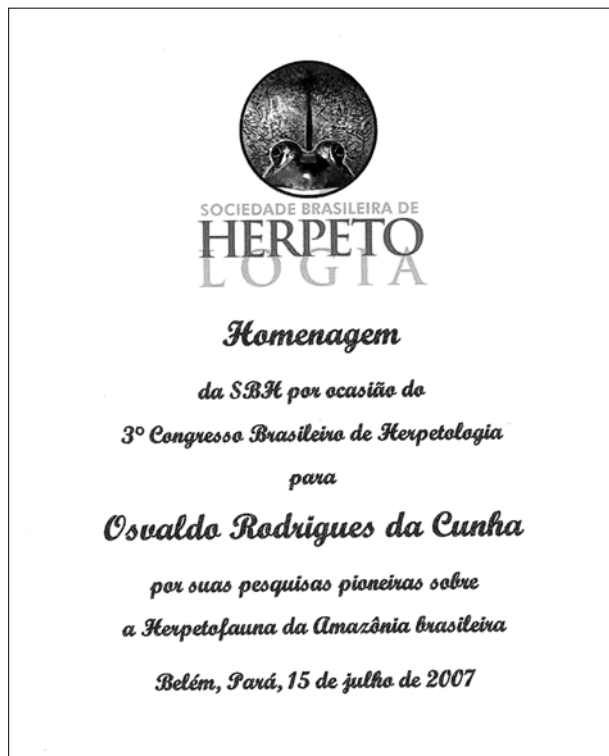 SOCIEDADE BRASILEIRA DE
HERPETO
LOGIA
Homenagem
da SBH por ocasião do
3º Congresso Brasileiro de Herpetologia
para
Osvaldo Rodrigues da Cunha
por suas pesquisas pioneiras sobre
a Herpetofauna da Amazônia brasileira
Belém, Pará, 15 de julho de 2007